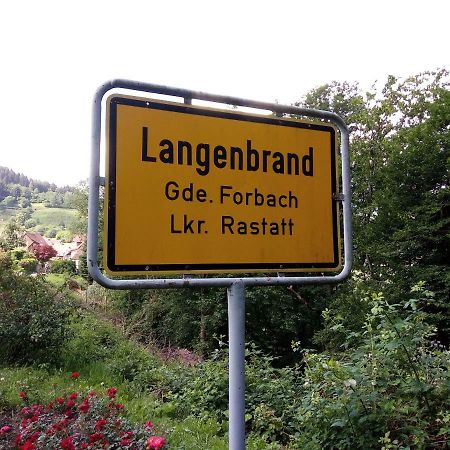 Langenbrand
Gde. Forbach
Lkr. Rastatt